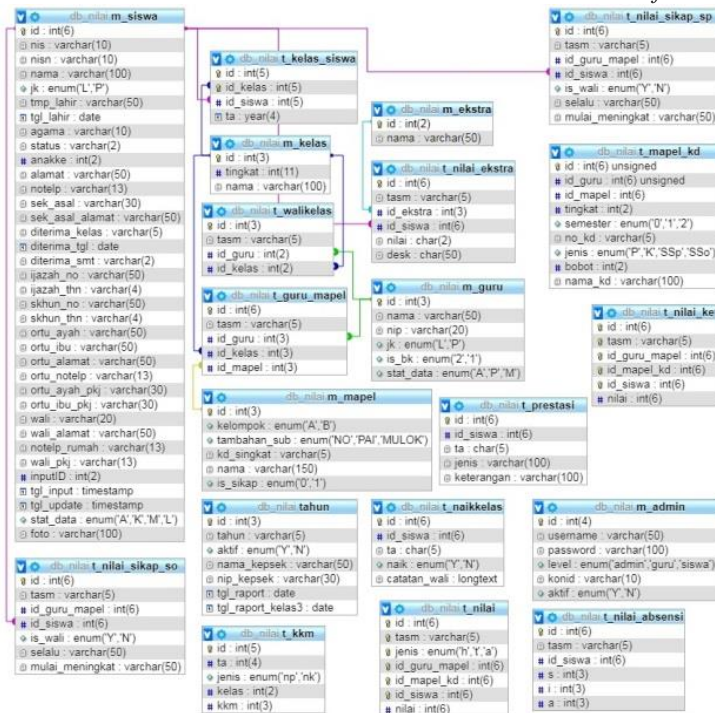 db_nilai m_siswa
id : int(6)
nis : varchar(10)
nisn : varchar(10)
nama : varchar(100)
jk : enum('L','P')
tmp_lahir : varchar(50)
tgl_lahir : date
agama : varchar(10)
status : varchar(2)
anakke : int(2)
alamat : varchar(50)
notelp : varchar(13)
sek_asal : varchar(30)
sek_asal_alamat : varchar(50)
diterima_kelas : varchar(5)
diterima_tgl : date
diterima_smt : varchar(2)
ijazah_no : varchar(50)
ijazah_thn : varchar(4)
skhun_no : varchar(50)
skhun_thn : varchar(4)
ortu_ayah : varchar(50)
ortu_ibu : varchar(50)
ortu_alamat : varchar(50)
ortu_notelp : varchar(13)
ortu_ayah_pkj : varchar(30)
ortu_ibu_pkj : varchar(30)
wali : varchar(20)
wali_alamat : varchar(50)
notelp_rumah : varchar(13)
wali_pkj : varchar(13)
inputID : int(2)
tgl_input : timestamp
tgl_update : timestamp
stat_data : enum('A','K','M','L')
foto : varchar(100)
db_nilai t_nilai_sikap_so
id : int(6)
tasm : varchar(5)
id_guru_mapel : int(6)
id_siswa : int(6)
is_wali : enum('Y','N')
selalu : varchar(50)
mulai_meningkat : varchar(50)
db_nilai t_kelas_siswa
id : int(5)
id_kelas : int(5)
id_siswa : int(5)
ta : year(4)
db_nilai m_kelas
id : int(3)
tingkat : int(11)
nama : varchar(100)
db_nilai t_walikelas
id : int(3)
tasm : varchar(5)
id_guru : int(2)
id_kelas : int(2)
db_nilai t_guru_mapel
id : int(6)
tasm : varchar(5)
id_guru : int(3)
id_kelas : int(3)
id_mapel : int(3)
db_nilai m_mapel
id : int(3)
kelompok : enum('A','B')
tambahan_sub : enum('NO','PAI','MULOK')
kd_singkat : varchar(5)
nama : varchar(150)
is_sikap : enum('0','1')
db_nilai tahun
id : int(3)
tahun : varchar(5)
aktif : enum('Y','N')
nama_kepsek : varchar(50)
nip_kepsek : varchar(30)
tgl_raport : date
tgl_raport_kelas3 : date
db_nilai t_kkm
id : int(5)
ta : int(4)
jenis : enum('np','nk')
kelas : int(2)
kkm : int(3)
db_nilai m_ekstra
id : int(2)
nama : varchar(50)
db_nilai t_nilai_ekstra
id : int(6)
tasm : varchar(5)
id_ekstra : int(3)
id_siswa : int(6)
nilai : char(2)
desk : char(50)
db_nilai m_guru
id : int(3)
nama : varchar(50)
nip : varchar(20)
jk : enum('L','P')
is_bk : enum('2','1')
stat_data : enum('A','P','M')
db_nilai t_prestasi
id : int(6)
id_siswa : int(6)
ta : char(5)
jenis : varchar(100)
keterangan : varchar(100)
db_nilai t_naikkelas
id : int(6)
id_siswa : int(6)
ta : char(5)
naik : enum('Y','N')
catatan_wali : longtext
db_nilai t_nilai
id : int(6)
tasm : varchar(5)
jenis : enum('h','t','a')
id_guru_mapel : int(6)
id_mapel_kd : int(6)
id_siswa : int(6)
nilai : int(6)
db_nilai t_nilai_sikap_sp
id : int(6)
tasm : varchar(5)
id_guru_mapel : int(6)
id_siswa : int(6)
is_wali : enum('Y','N')
selalu : varchar(50)
mulai_meningkat : varchar(50)
db_nilai t_mapel_kd
id : int(6) unsigned
id_guru : int(6) unsigned
id_mapel : int(6)
tingkat : int(2)
semester : enum('0','1','2')
no_kd : varchar(5)
jenis : enum('P','K','SSp','SSo')
bobot : int(2)
nama_kd : varchar(100)
db_nilai t_nilai_ke
id : int(6)
tasm : varchar(5)
id_guru_mapel : int(6)
id_mapel_kd : int(6)
id_siswa : int(6)
nilai : int(6)
db_nilai m_admin
id : int(4)
username : varchar(50)
password : varchar(100)
level : enum('admin','guru','siswa')
konid : varchar(10)
aktif : enum('Y','N')
db_nilai t_nilai_absensi
id : int(6)
tasm : varchar(5)
id_siswa : int(6)
s : int(3)
i : int(3)
a : int(3)